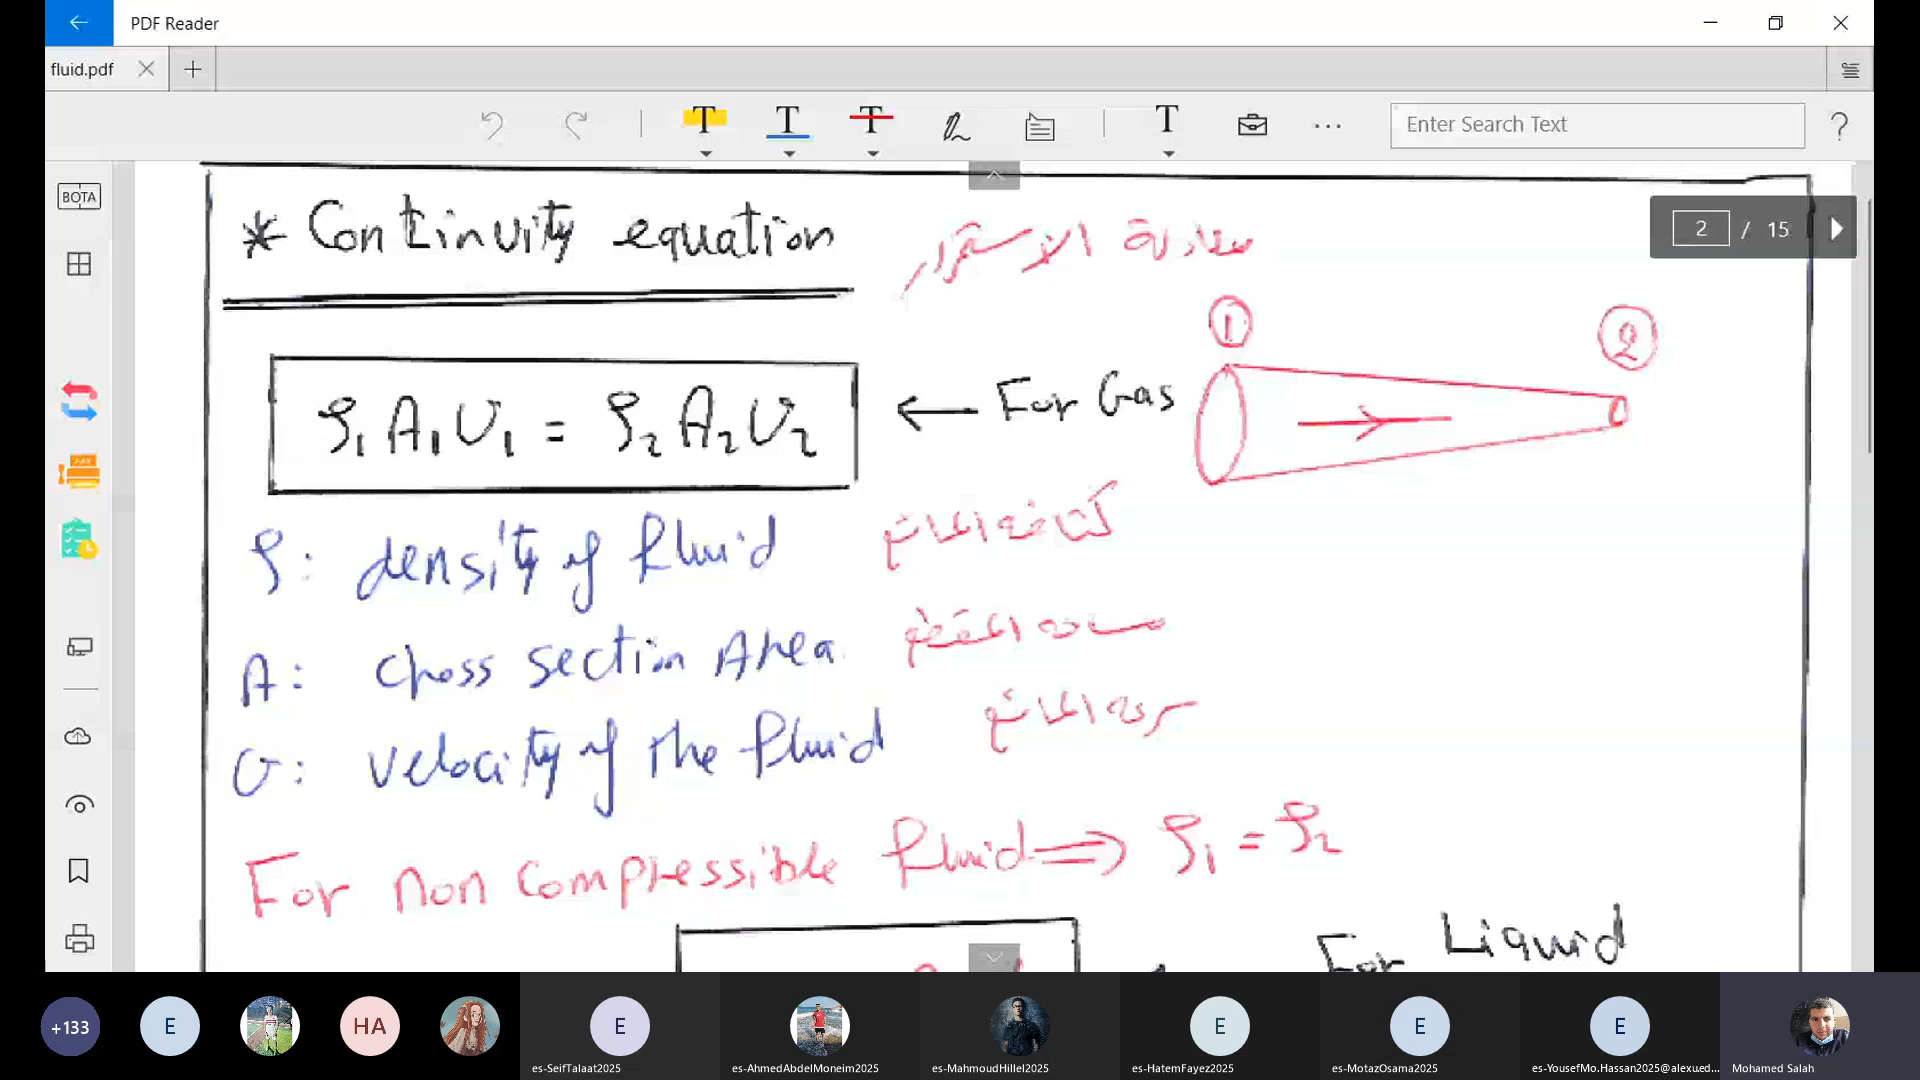 PDF Reader
fluid.pdf
Enter Search Text
?
BOTA
2 / 15
* Continuity equation معادلة الاستمرار
① ②
ρ₁ A₁ υ₁ = ρ₂ A₂ υ₂ ← For Gas
ρ: density of fluid كثافة المائع
A: Cross section Area مساحة المقطع
υ: velocity of the fluid سرعة المائع
For non compressible fluid ⇒ ρ₁ = ρ₂
For Liquid
+133 E HA E E E E
es-SeifTalaat2025 es-AhmedAbdelMoneim2025 es-MahmoudHillel2025 es-HatemFayez2025 es-MotazOsama2025 es-YousefMo.Hassan2025@alexued... Mohamed Salah